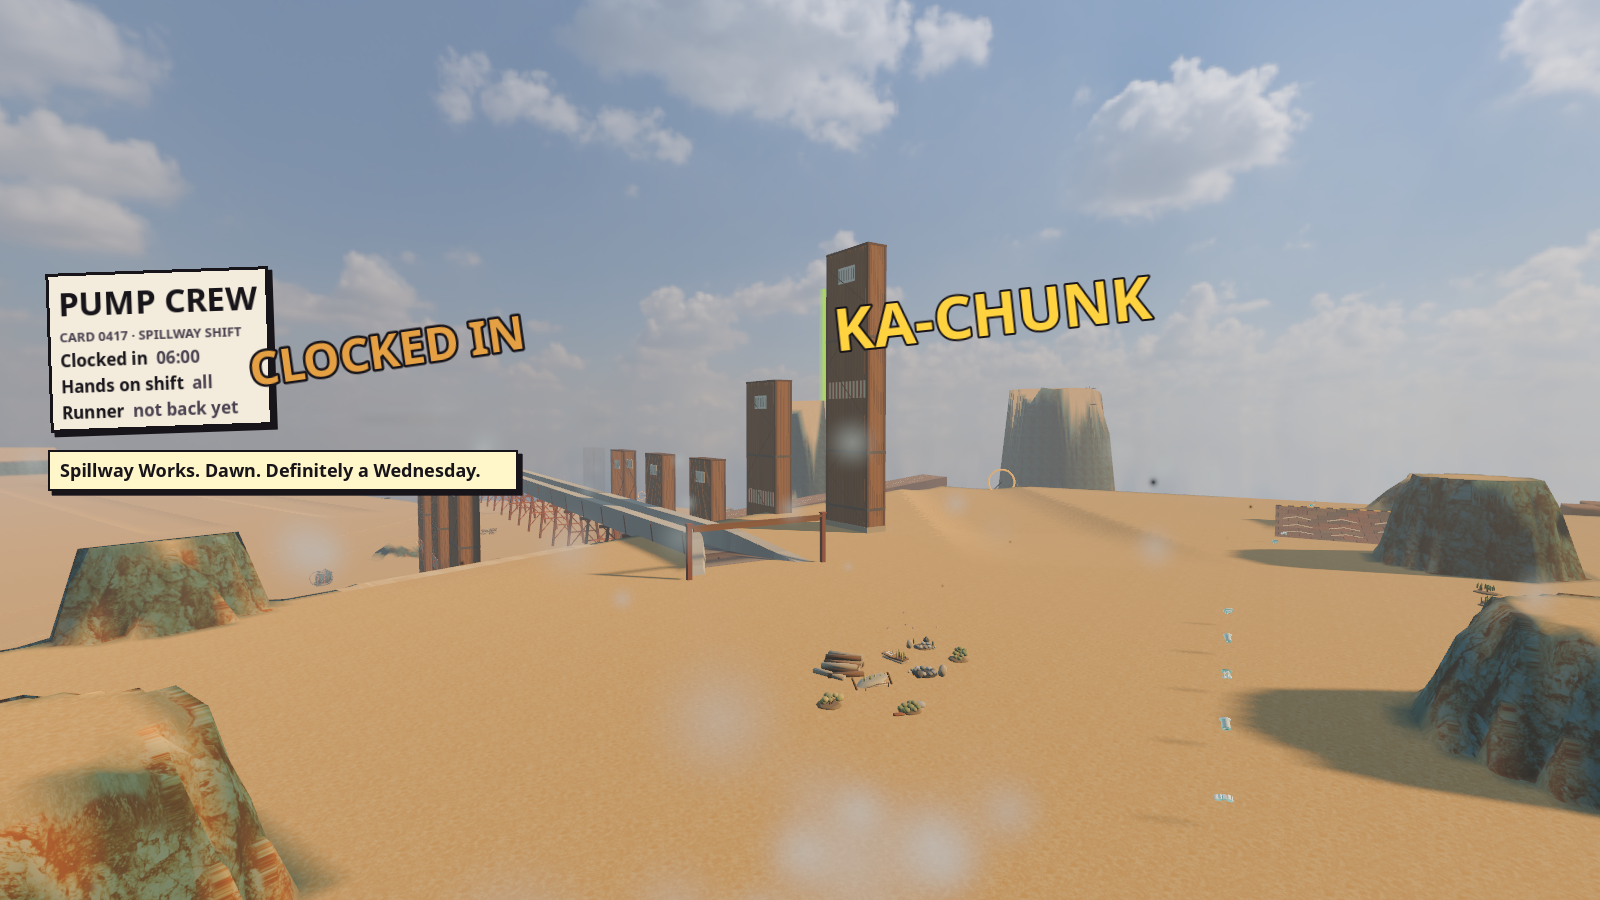 PUMP CREW
CARD 0417 · SPILLWAY SHIFT
Clocked in 06:00
Hands on shift all
Runner not back yet
CLOCKED IN
KA-CHUNK
Spillway Works. Dawn. Definitely a Wednesday.